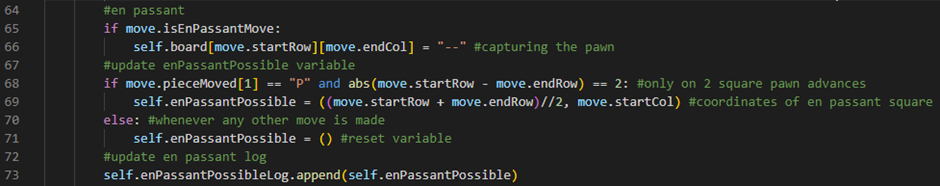 64 #en passant
65 if move.isEnPassantMove:
66 self.board[move.startRow][move.endCol] = "--" #capturing the pawn
67 #update enPassantPossible variable
68 if move.pieceMoved[1] == "P" and abs(move.startRow - move.endRow) == 2: #only on 2 square pawn advances
69 self.enPassantPossible = ((move.startRow + move.endRow)//2, move.startCol) #coordinates of en passant square
70 else: #whenever any other move is made
71 self.enPassantPossible = () #reset variable
72 #update en passant log
73 self.enPassantPossibleLog.append(self.enPassantPossible)